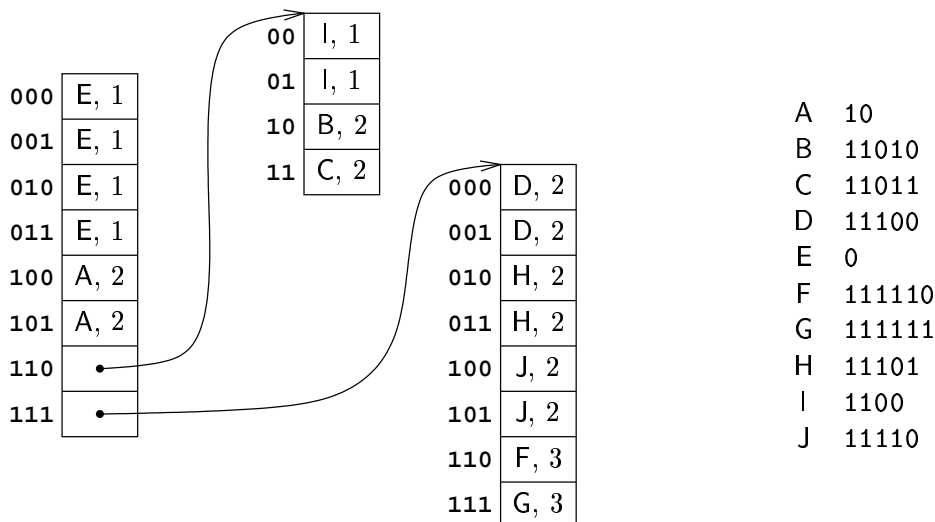 000 E, 1
001 E, 1
010 E, 1
011 E, 1
100 A, 2
101 A, 2
110
111
00 I, 1
01 I, 1
10 B, 2
11 C, 2
000 D, 2
001 D, 2
010 H, 2
011 H, 2
100 J, 2
101 J, 2
110 F, 3
111 G, 3
A 10
B 11010
C 11011
D 11100
E 0
F 111110
G 111111
H 11101
I 1100
J 11110